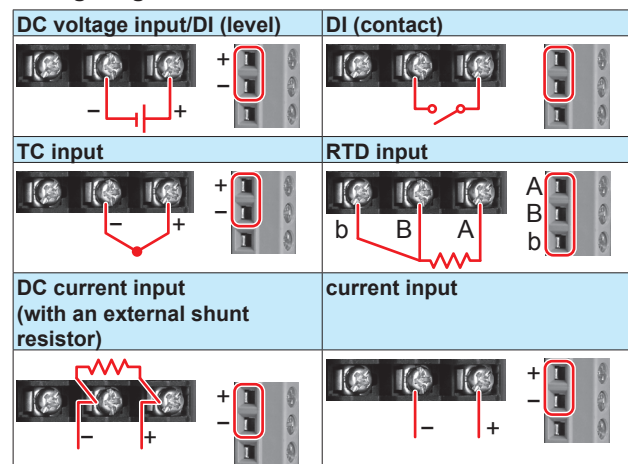 DC voltage input/DI (level)
DI (contact)
+
−
− +
TC input
RTD input
+
−
− +
b B A
A
B
b
DC current input
(with an external shunt
resistor)
current input
+
−
− +
+
−
− +